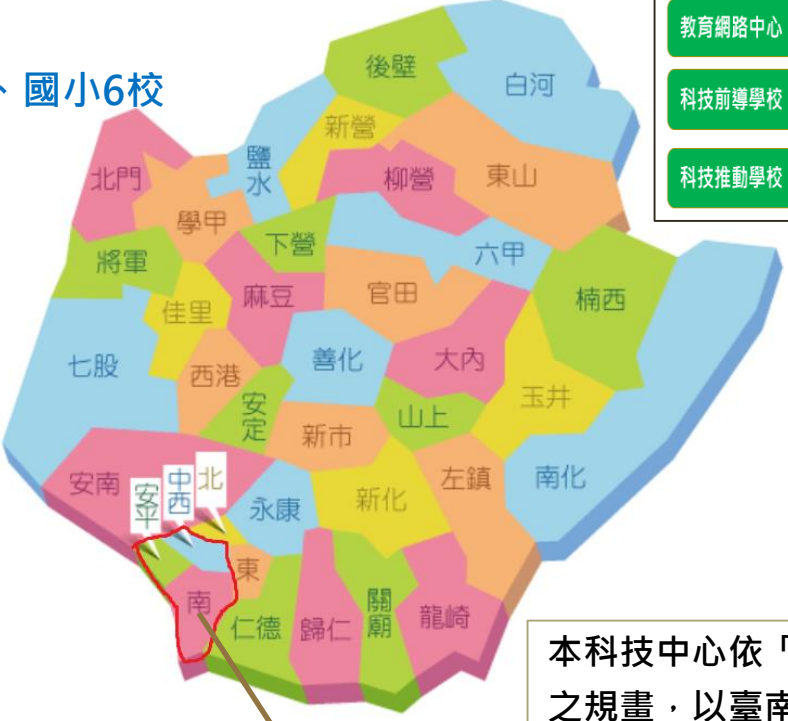 教育網路中心
科技前導學校
科技推動學校
、國小6校
後壁
白河
新營
鹽水
北門
柳營
東山
學甲
下營
六甲
將軍
麻豆
官田
楠西
佳里
七股
西港
善化
大內
玉井
安定
新市
山上
安南
安平
中西
北
永康
新化
左鎮
南化
東
南
仁德
歸仁
關廟
龍崎
本科技中心依「
之規畫，以臺南